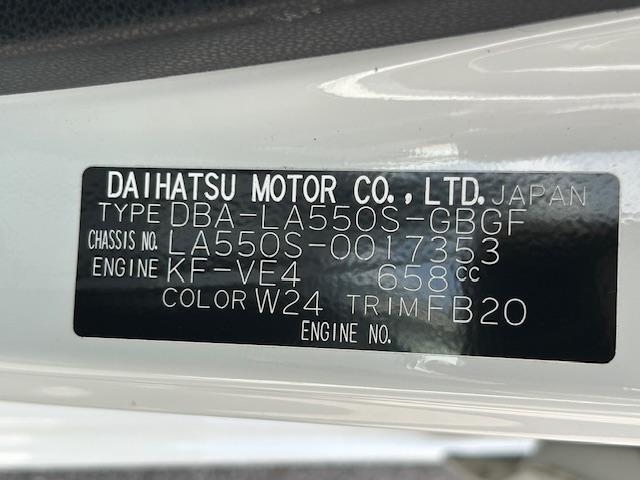 DAIHATSU MOTOR CO., LTD. JAPAN
TYPE DBA-LA550S-GBGF
CHASSIS NO. LA550S-0017353
ENGINE KF-VE4 658CC
COLOR W24 TRIM FB20
ENGINE NO.